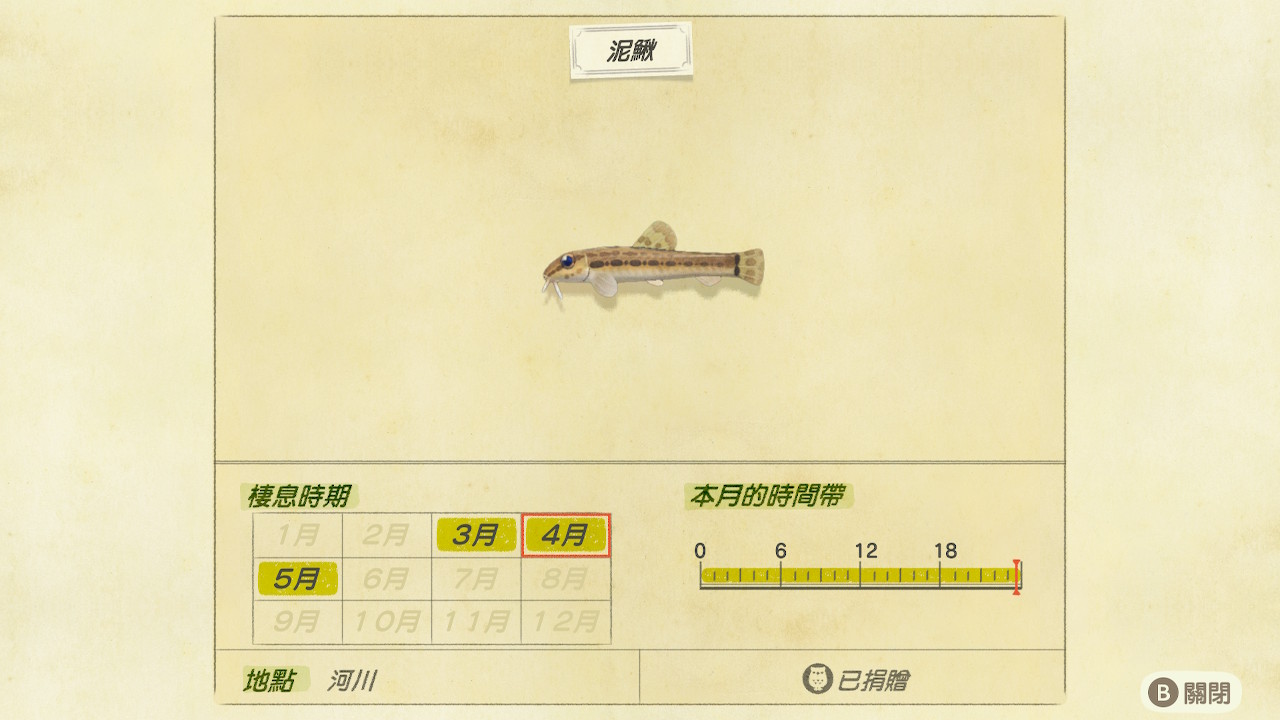 泥鰍
棲息時期
1月 2月 3月 4月
5月 6月 7月 8月
9月 10月 11月 12月
本月的時間帶
0 6 12 18
地點 河川
已捐贈
B 關閉